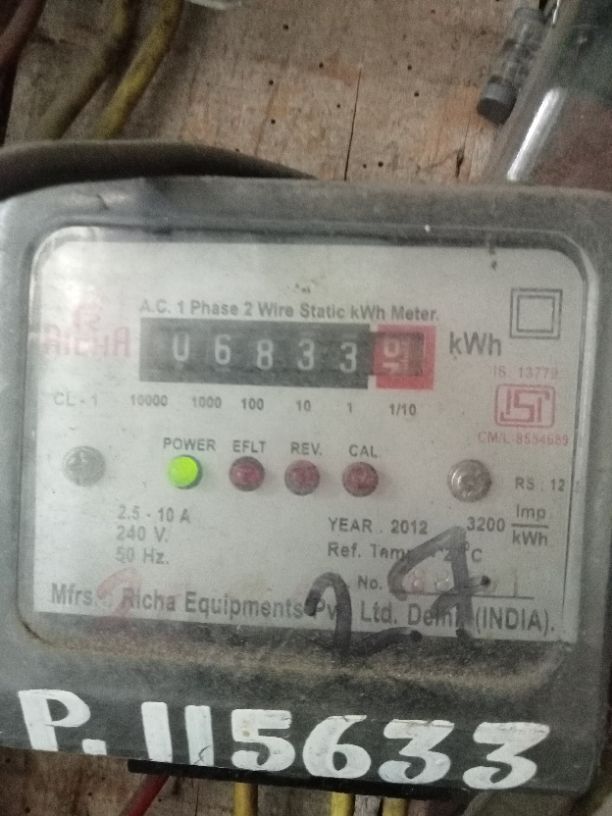 A.C. 1 Phase 2 Wire Static kWh Meter.
RICHA
06833 kWh
IS : 13779
CL - 1 10000 1000 100 10 1 1/10
CM/L-8554689
POWER EFLT REV. CAL
RS : 12
2.5 - 10 A
240 V.
50 Hz.
YEAR . 2012 3200 Imp/kWh
Ref. Temp °C
No.
Mfrs. Richa Equipments Pvt. Ltd. Delhi (INDIA).
2.7
P. 115633